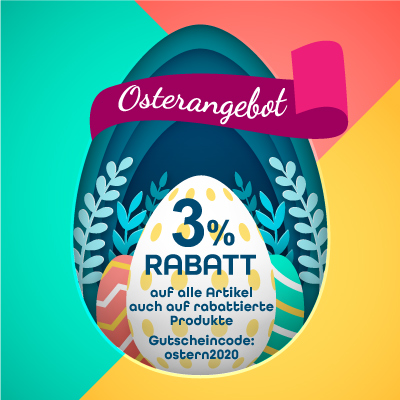 Osterangebot
3%
RABATT
auf alle Artikel
auch auf rabattierte
Produkte
Gutscheincode:
ostern2020